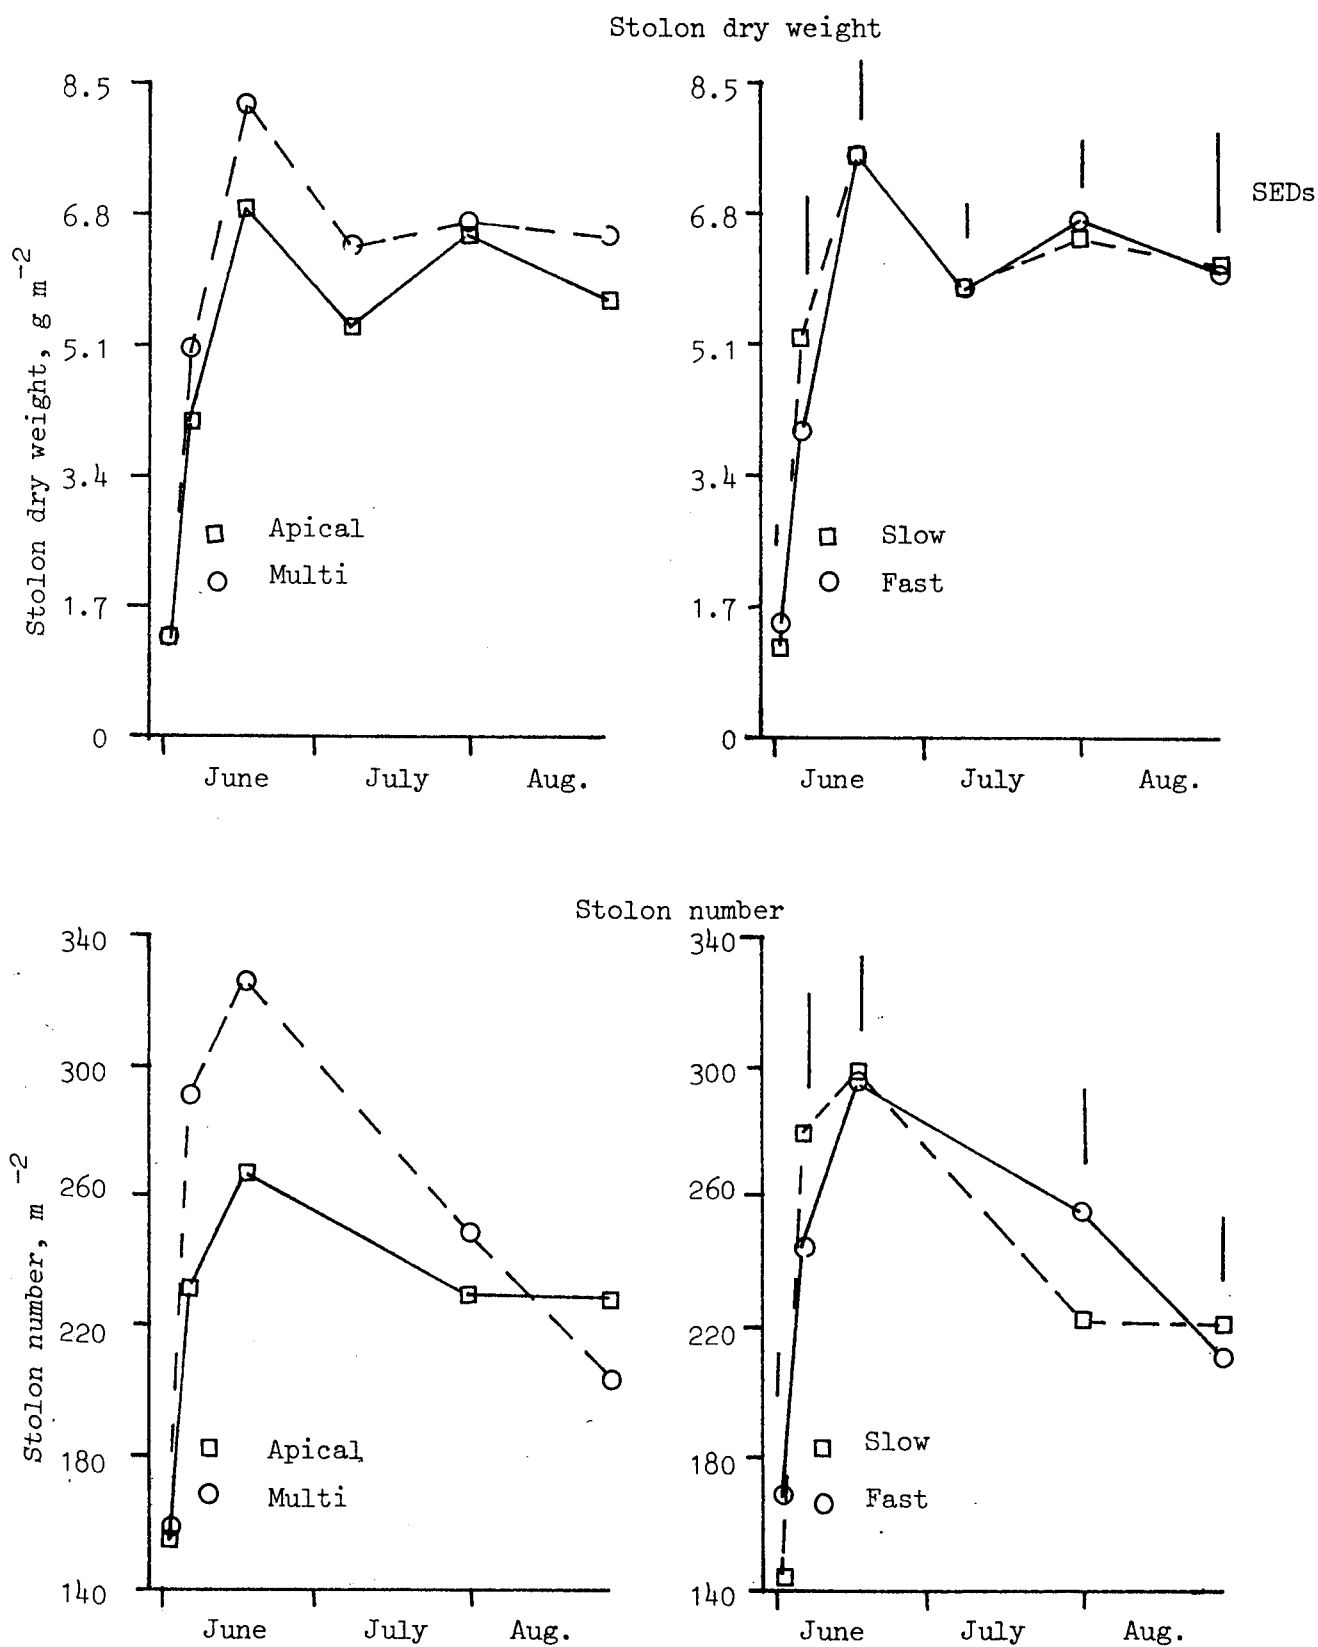 Stolon dry weight
Stolon dry weight, g m⁻²
8.5
6.8
5.1
3.4
1.7
0
Apical
Multi
June July Aug.
8.5
6.8
5.1
3.4
1.7
0
SEDs
Slow
Fast
June July Aug.
Stolon number
Stolon number, m⁻²
340
300
260
220
180
140
Apical
Multi
June July Aug.
340
300
260
220
180
140
Slow
Fast
June July Aug.